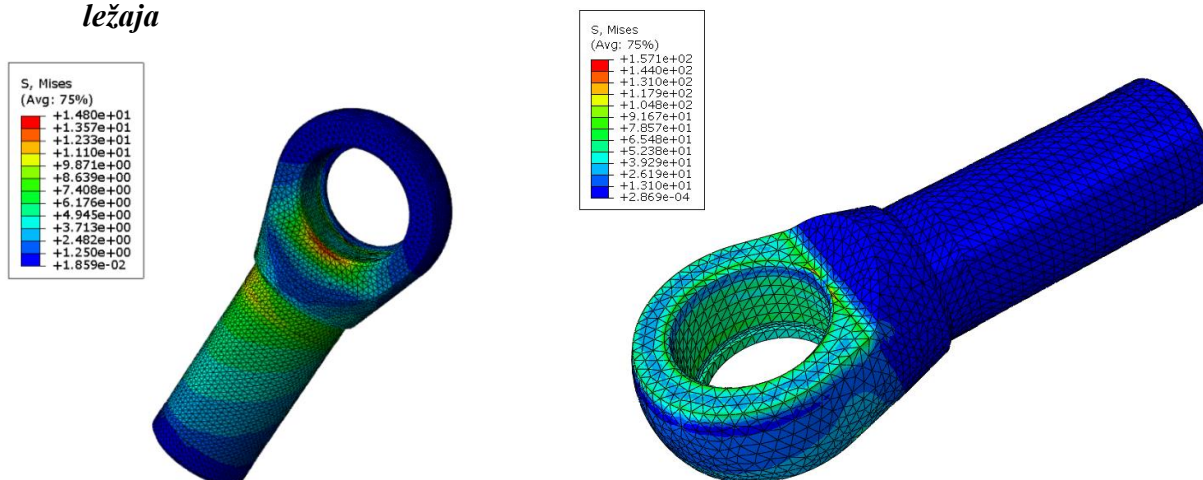 ležaja
S, Mises
(Avg: 75%)
+1.480e+01
+1.357e+01
+1.233e+01
+1.110e+01
+9.871e+00
+8.639e+00
+7.408e+00
+6.176e+00
+4.945e+00
+3.713e+00
+2.482e+00
+1.250e+00
+1.859e-02
S, Mises
(Avg: 75%)
+1.571e+02
+1.440e+02
+1.310e+02
+1.179e+02
+1.048e+02
+9.167e+01
+7.857e+01
+6.548e+01
+5.238e+01
+3.929e+01
+2.619e+01
+1.310e+01
+2.869e-04